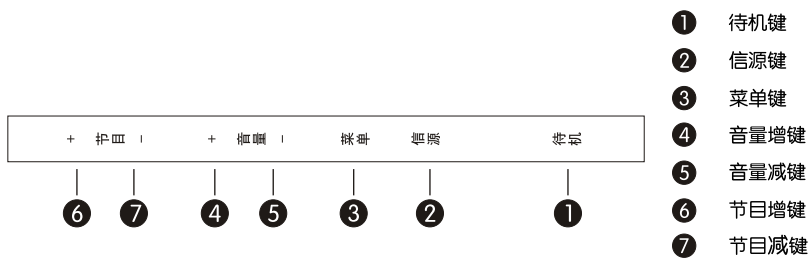 + 节目 - + 音量 - 菜单 信源 待机
6 7 4 5 3 2 1
1 待机键
2 信源键
3 菜单键
4 音量增键
5 音量减键
6 节目增键
7 节目减键